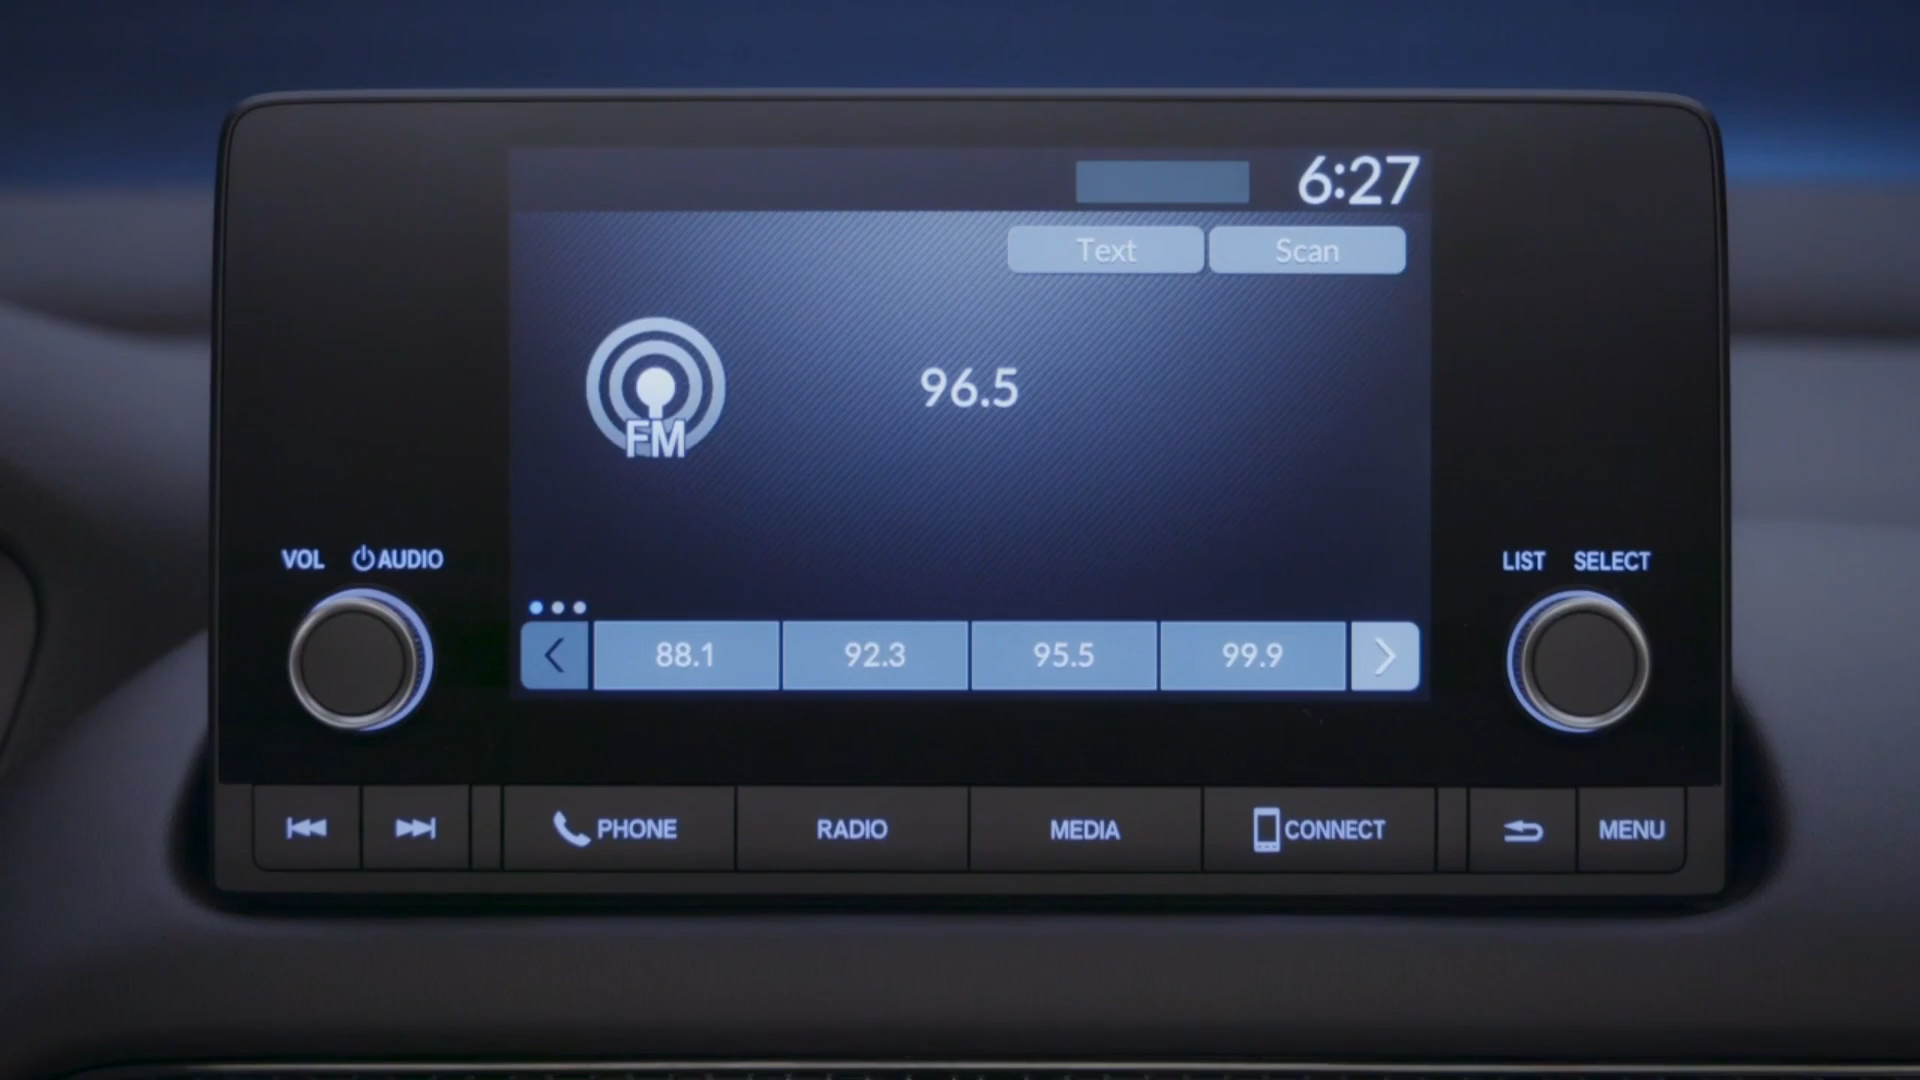 6:27
Text Scan
96.5
FM
VOL AUDIO
LIST SELECT
88.1 92.3 95.5 99.9
PHONE RADIO MEDIA CONNECT MENU